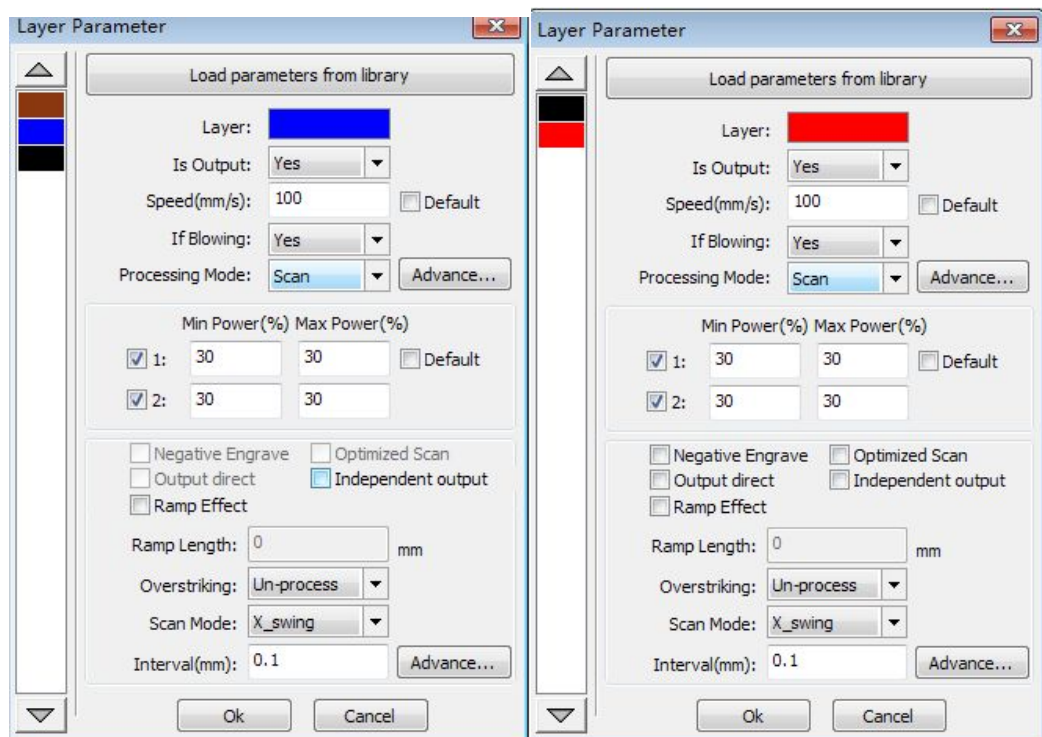 Layer Parameter
Load parameters from library
Layer:
Is Output: Yes
Speed(mm/s): 100 Default
If Blowing: Yes
Processing Mode: Scan Advance...
Min Power(%) Max Power(%)
1: 30 30 Default
2: 30 30
Negative Engrave Optimized Scan
Output direct Independent output
Ramp Effect
Ramp Length: 0 mm
Overstriking: Un-process
Scan Mode: X_swing
Interval(mm): 0.1 Advance...
Ok Cancel
Layer Parameter
Load parameters from library
Layer:
Is Output: Yes
Speed(mm/s): 100 Default
If Blowing: Yes
Processing Mode: Scan Advance...
Min Power(%) Max Power(%)
1: 30 30 Default
2: 30 30
Negative Engrave Optimized Scan
Output direct Independent output
Ramp Effect
Ramp Length: 0 mm
Overstriking: Un-process
Scan Mode: X_swing
Interval(mm): 0.1 Advance...
Ok Cancel